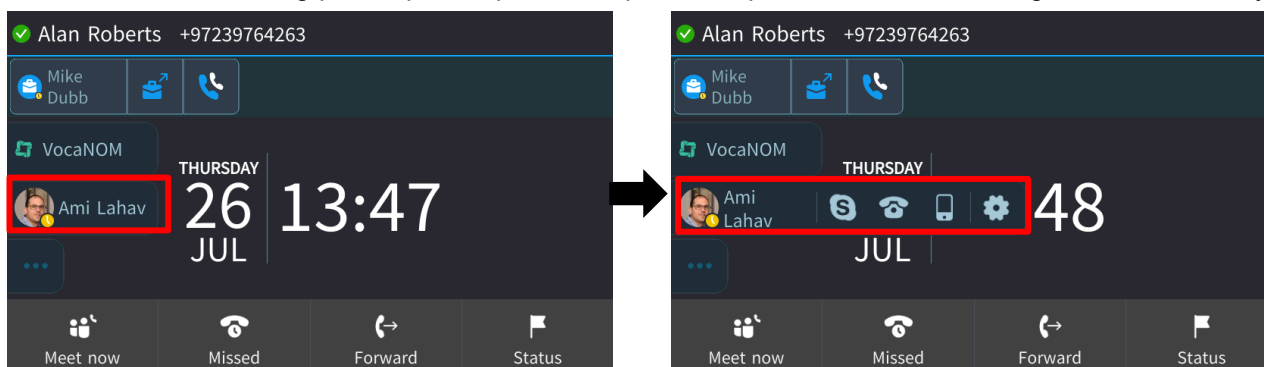 Alan Roberts +97239764263
Mike
Dubb
VocaNOM
THURSDAY
Ami Lahav
26
13:47
JUL
...
Meet now
Missed
Forward
Status
Alan Roberts +97239764263
Mike
Dubb
VocaNOM
THURSDAY
Ami
Lahav
S
48
JUL
...
Meet now
Missed
Forward
Status